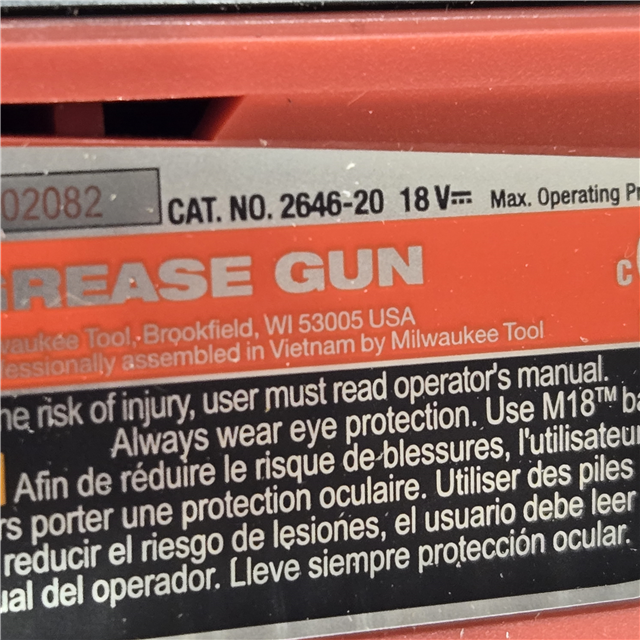 02082 CAT. NO. 2646-20 18 V⎓ Max. Operating Pr
GREASE GUN
waukee Tool, Brookfield, WI 53005 USA
essionally assembled in Vietnam by Milwaukee Tool
he risk of injury, user must read operator's manual.
Always wear eye protection. Use M18™ ba
Afin de réduire le risque de blessures, l'utilisateur
rs porter une protection oculaire. Utiliser des piles
reducir el riesgo de lesiones, el usuario debe leer
ual del operador. Lleve siempre protección ocular.